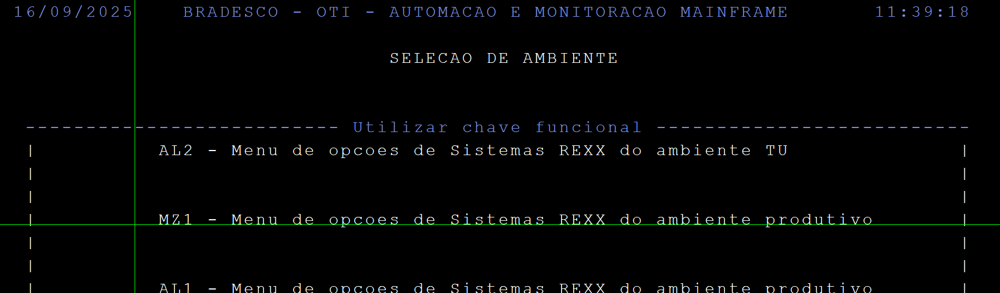 16/09/2025 BRADESCO - OTI - AUTOMACAO E MONITORACAO MAINFRAME 11:39:18
SELECAO DE AMBIENTE
-------------------------- Utilizar chave funcional --------------------------
| AL2 - Menu de opcoes de Sistemas REXX do ambiente TU |
| |
| |
| MZ1 - Menu de opcoes de Sistemas REXX do ambiente produtivo |
| |
| |
| AL1 - Menu de opcoes de Sistemas REXX do ambiente produtivo |